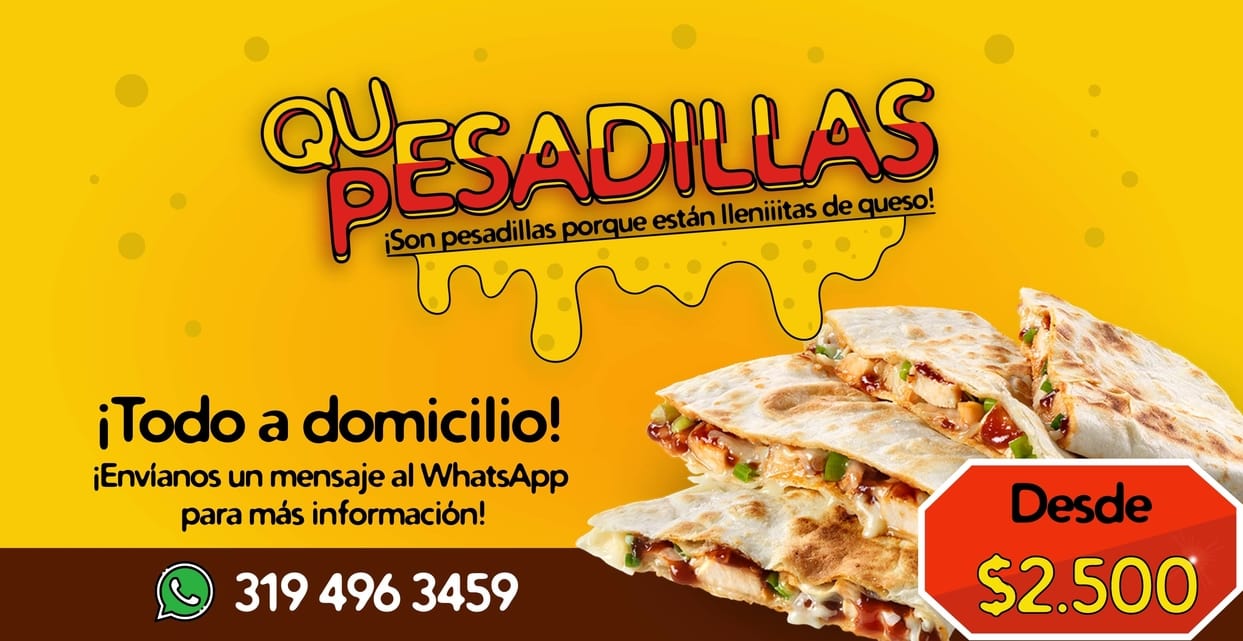 QU
PESADILLAS
¡Son pesadillas porque están lleniiitas de queso!
¡Todo a domicilio!
¡Envíanos un mensaje al WhatsApp
para más información!
319 496 3459
Desde
$2.500